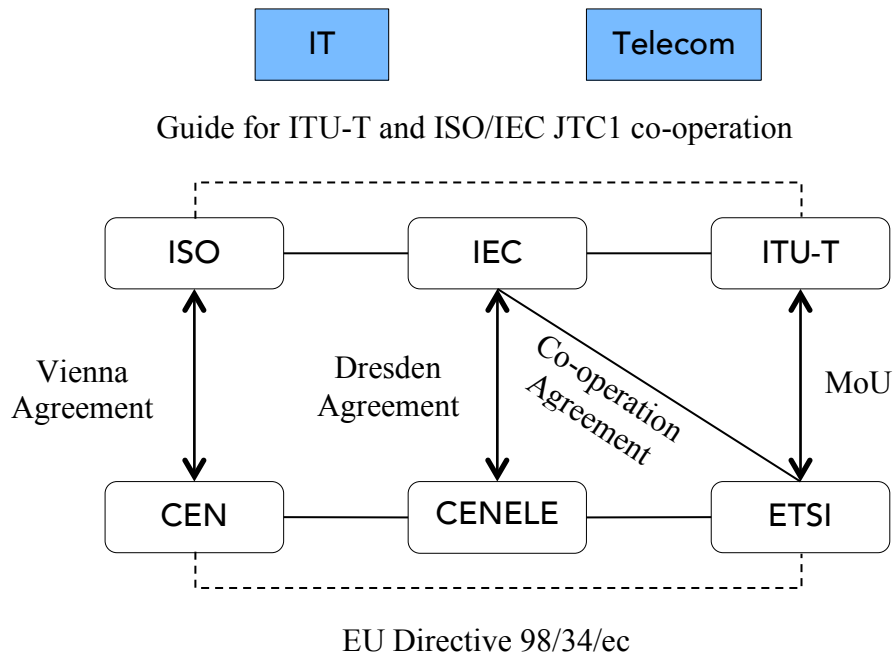 IT
Telecom
Guide for ITU-T and ISO/IEC JTC1 co-operation
ISO
IEC
ITU-T
Vienna
Agreement
Dresden
Agreement
Co-operation
Agreement
MoU
CEN
CENELE
ETSI
EU Directive 98/34/ec